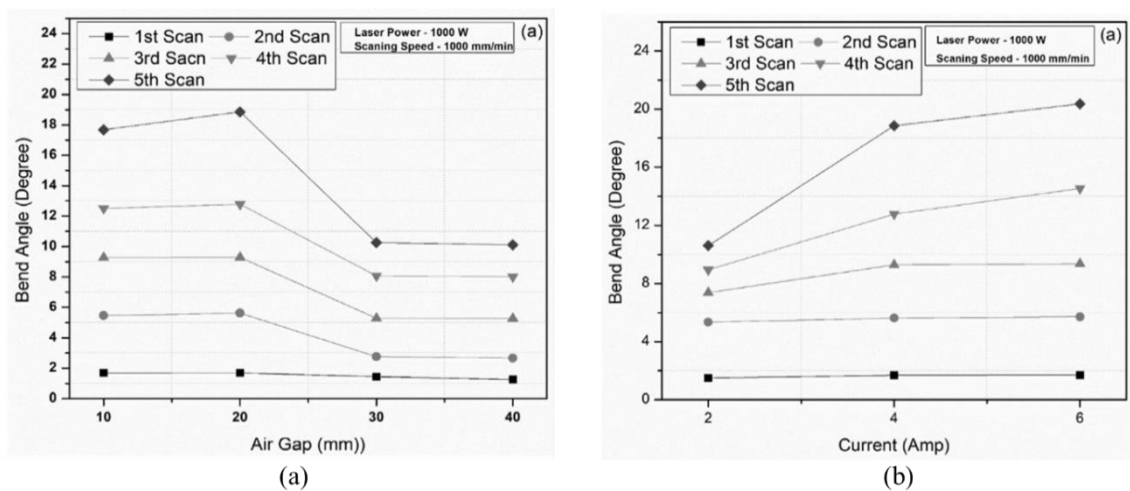 24
22
20
18
16
14
12
10
8
6
4
2
0
Bend Angle (Degree)
1st Scan 2nd Scan
3rd Sacn 4th Scan
5th Scan
Laser Power - 1000 W
Scaning Speed - 1000 mm/min
(a)
10 20 30 40
Air Gap (mm))
(a)
24
20
16
12
8
4
0
Bend Angle (Degree)
1st Scan 2nd Scan
3rd Scan 4th Scan
5th Scan
Laser Power - 1000 W
Scaning Speed - 1000 mm/min
(a)
2 4 6
Current (Amp)
(b)